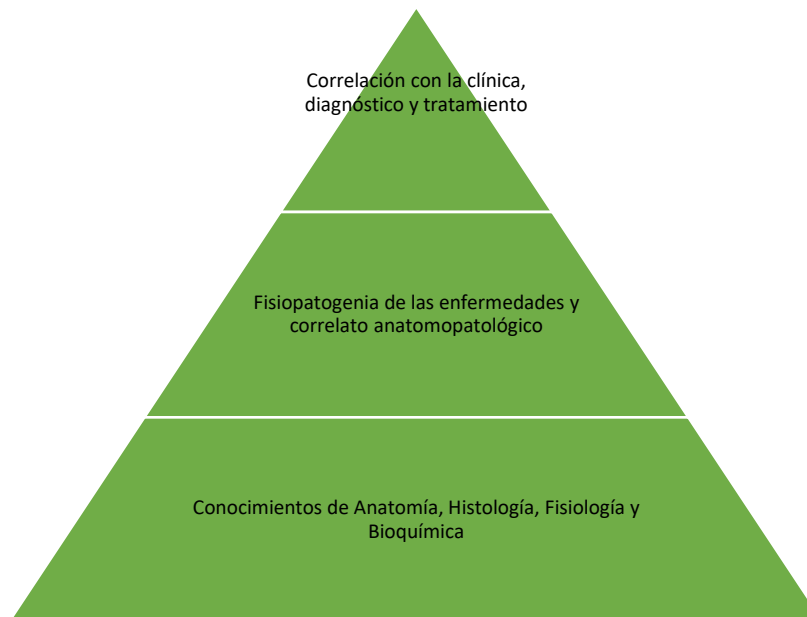 Correlación con la clínica,
diagnóstico y tratamiento
Fisiopatogenia de las enfermedades y
correlato anatomopatológico
Conocimientos de Anatomía, Histología, Fisiología y
Bioquímica